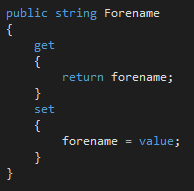 public string Forename
{
    get
    {
        return forename;
    }
    set
    {
        forename = value;
    }
}